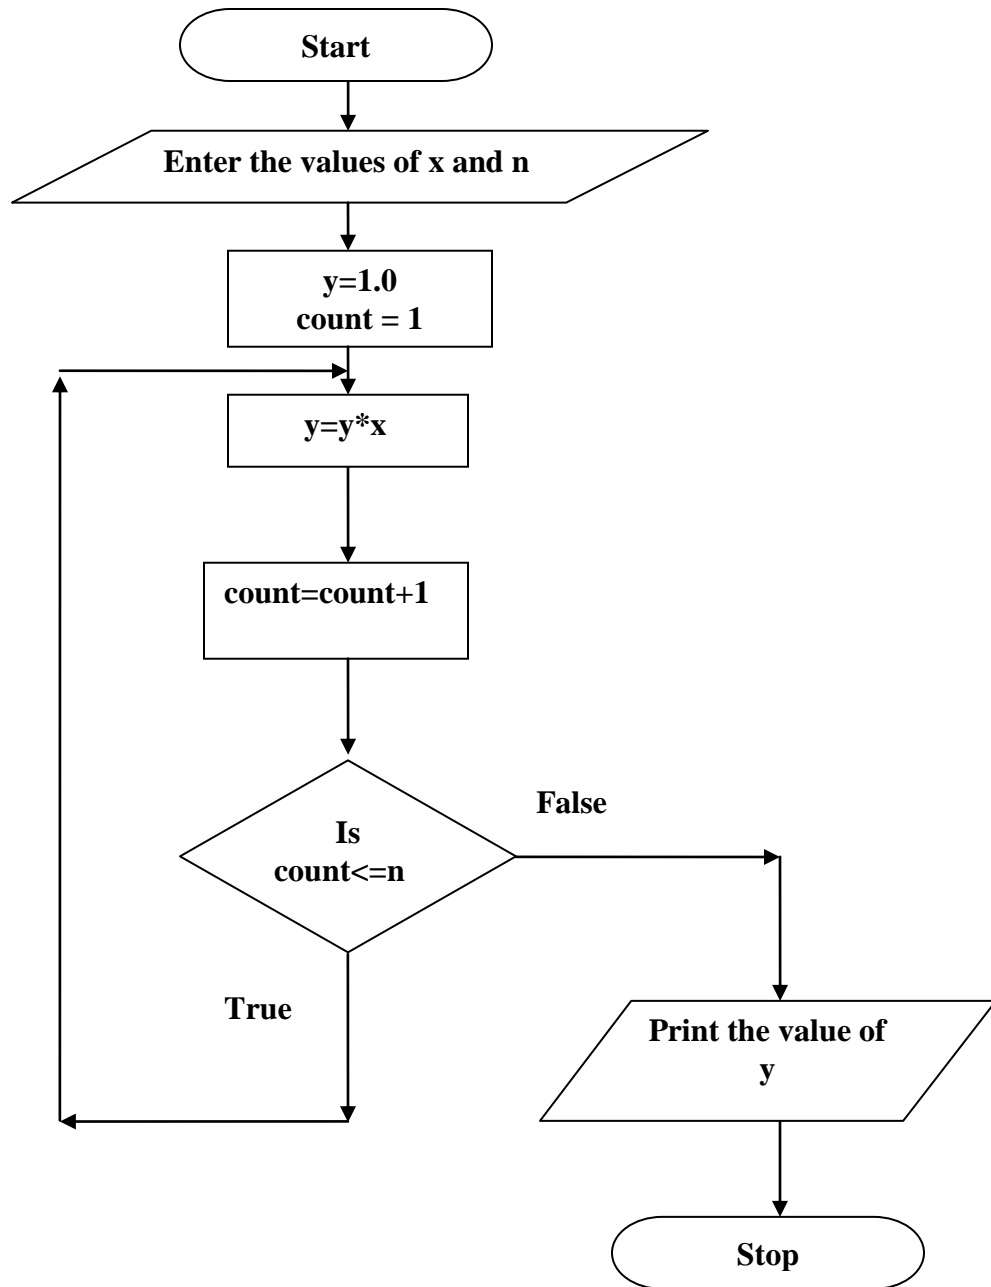 Start
Enter the values of x and n
y=1.0
count = 1
y=y*x
count=count+1
Is
count<=n
False
True
Print the value of
y
Stop